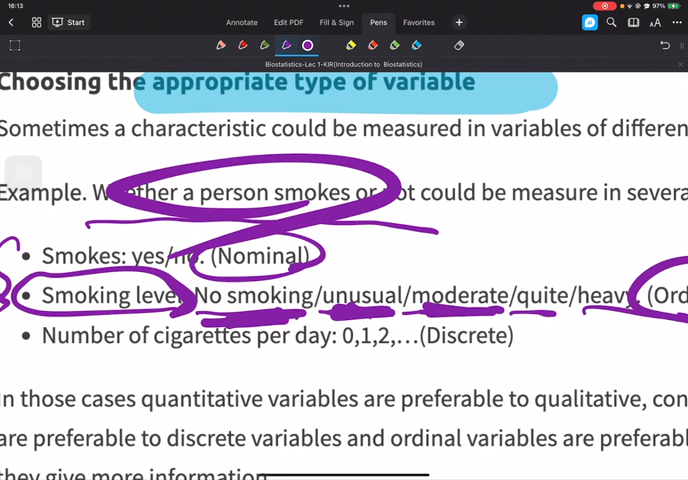 16:13
97%
Start
Annotate Edit PDF Fill & Sign Pens Favorites
Biostatistics-Lec 1-KIR(Introduction to Biostatistics)
Choosing the appropriate type of variable
Sometimes a characteristic could be measured in variables of differen
Example. Whether a person smokes or not could be measure in severa
• Smokes: yes/no. (Nominal)
• Smoking level: No smoking/unusual/moderate/quite/heavy. (Ord
• Number of cigarettes per day: 0,1,2,…(Discrete)
In those cases quantitative variables are preferable to qualitative, con
are preferable to discrete variables and ordinal variables are preferabl
they give more information.